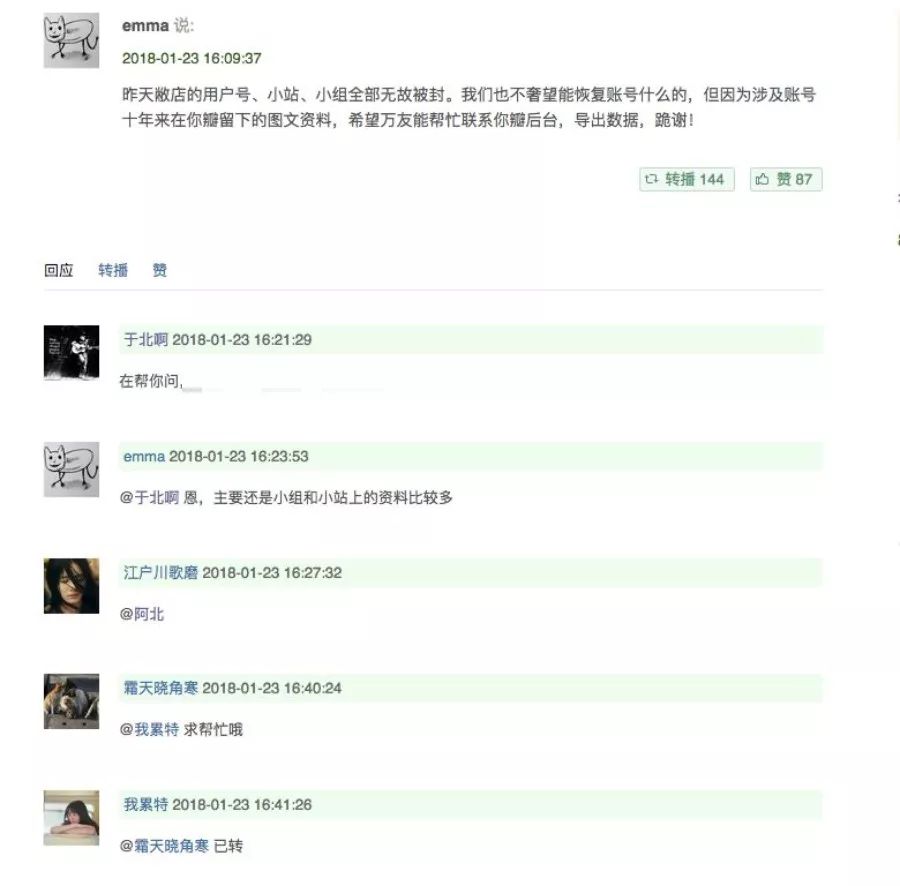 emma 说:
2018-01-23 16:09:37
昨天敝店的用户号、小站、小组全部无故被封。我们也不奢望能恢复账号什么的，但因为涉及账号
十年来在你瓣留下的图文资料，希望万友能帮忙联系你瓣后台，导出数据，跪谢！
转播 144 赞 87
回应 转播 赞
于北啊 2018-01-23 16:21:29
在帮你问,
emma 2018-01-23 16:23:53
@于北啊 恩，主要还是小组和小站上的资料比较多
江户川歌磨 2018-01-23 16:27:32
@阿北
霜天晓角寒 2018-01-23 16:40:24
@我累特 求帮忙哦
我累特 2018-01-23 16:41:26
@霜天晓角寒 已转